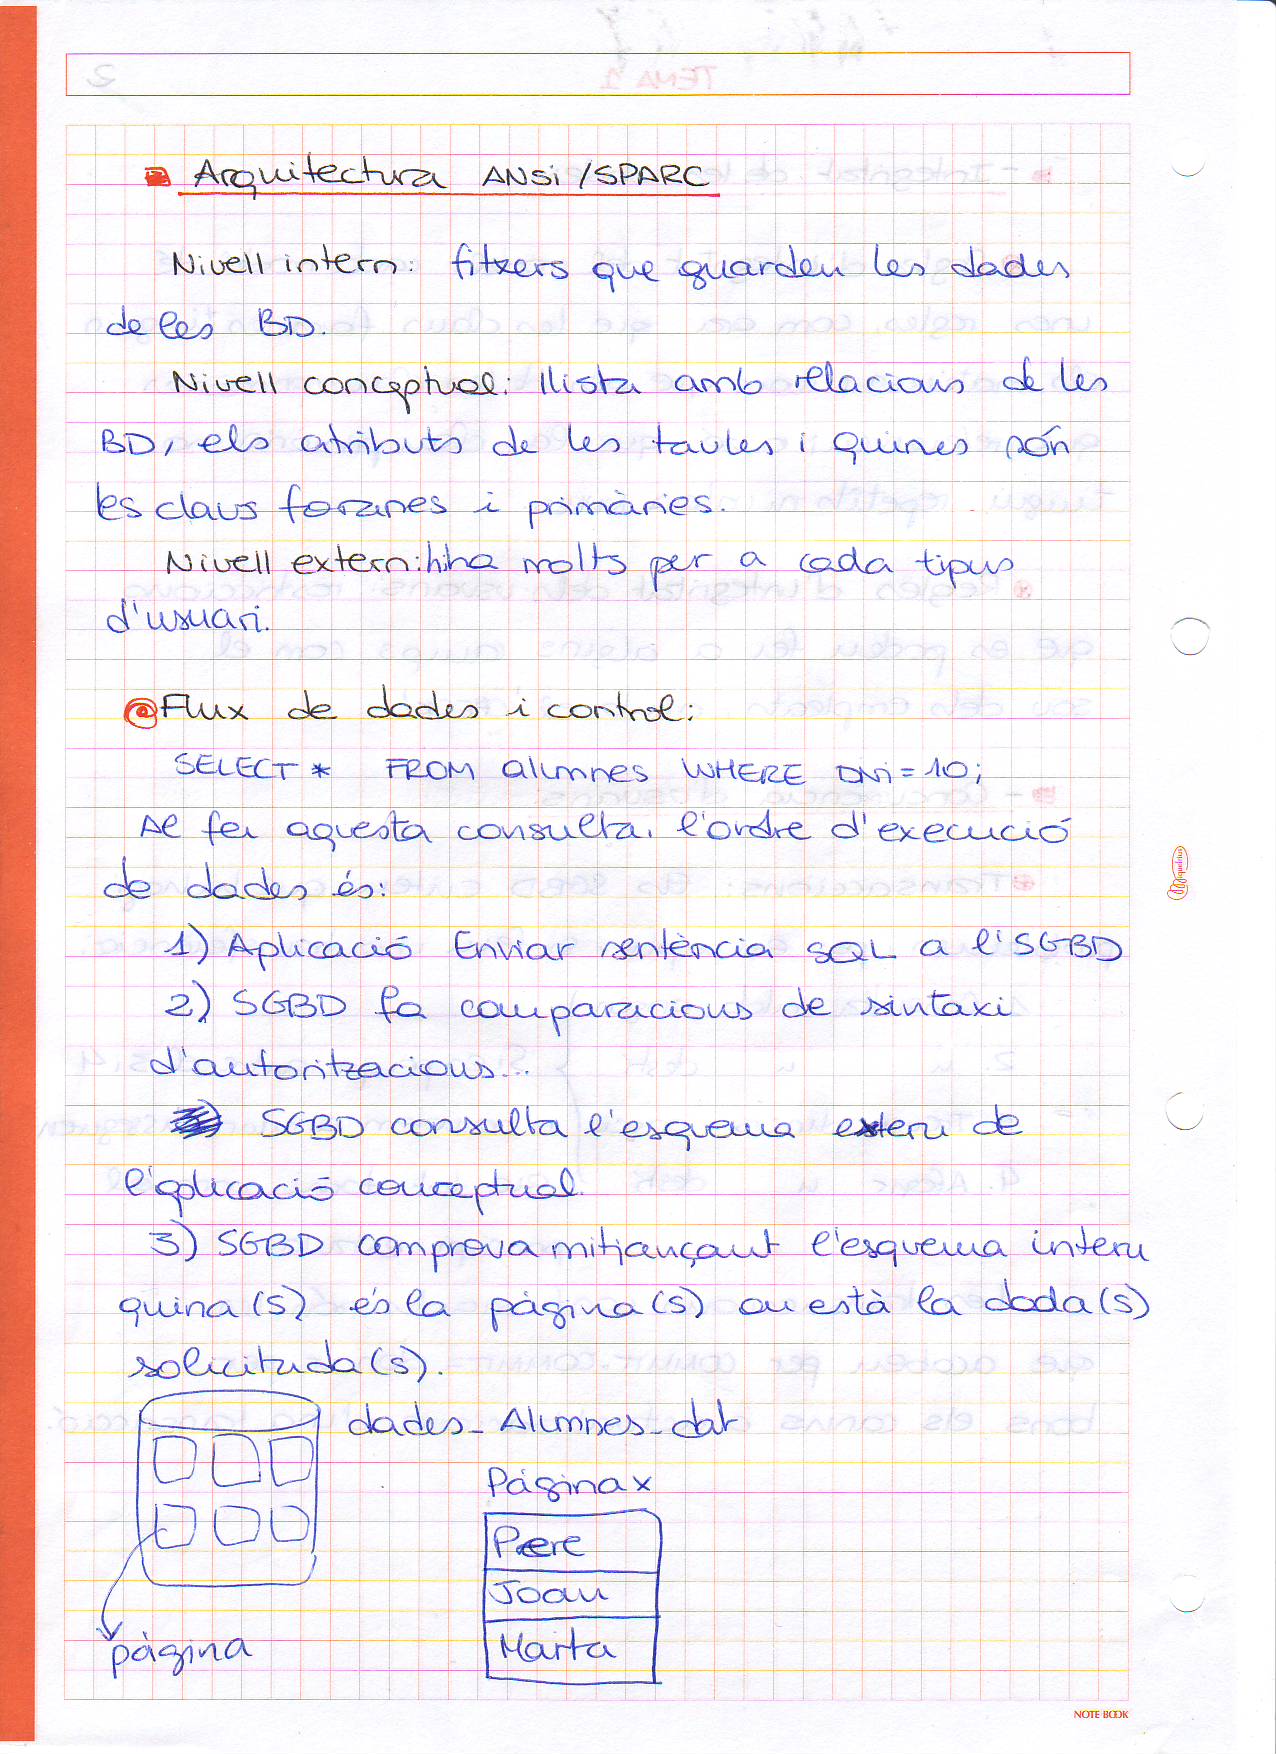 Arquitectura ANSi/SPARC
Nivell intern: fitxers que guarden les dades
de les BD.
Nivell conceptual: llista amb relacions de les
BD, els atributs de les taules i quines són
les claus foranes i primàries.
Nivell extern: hi ha molts per a cada tipus
d'usuari.
Flux de dades i control:
SELECT * FROM alumnes WHERE DNi = 10;
Al fer aquesta consulta, l'ordre d'execució
de dades és:
1) Aplicació Enviar sentència SQL a l'SGBD
2) SGBD fa comparacions de sintaxi
d'autoritzacions...
SGBD consulta l'esquema extern de
l'aplicació conceptual.
3) SGBD comprova mitjançant l'esquema intern
quina(s) és la pàgina(s) on està la dada(s)
solicitada(s).
dades_Alumnes_dat
Pàgina x
Pere
Joan
Marta
pàgina
miquelrius
NOTE BOOK